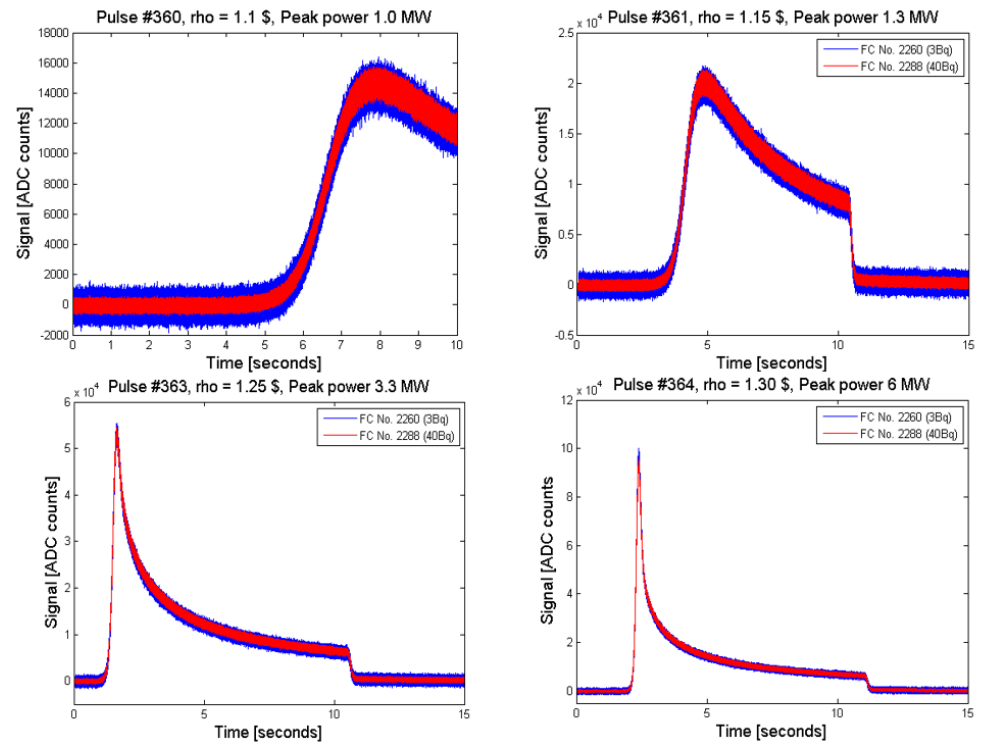 Pulse #360, rho = 1.1 $, Peak power 1.0 MW
18000
16000
14000
12000
10000
8000
6000
4000
2000
0
-2000
Signal [ADC counts]
0 1 2 3 4 5 6 7 8 9 10
Time [seconds]
Pulse #361, rho = 1.15 $, Peak power 1.3 MW
x 10^4
2.5
2
1.5
1
0.5
0
-0.5
Signal [ADC counts]
FC No. 2260 (3Bq)
FC No. 2288 (40Bq)
0 5 10 15
Time [seconds]
Pulse #363, rho = 1.25 $, Peak power 3.3 MW
x 10^4
6
5
4
3
2
1
0
Signal [ADC counts]
FC No. 2260 (3Bq)
FC No. 2288 (40Bq)
0 5 10 15
Time [seconds]
Pulse #364, rho = 1.30 $, Peak power 6 MW
x 10^4
12
10
8
6
4
2
0
Signal [ADC counts]
FC No. 2260 (3Bq)
FC No. 2288 (40Bq)
0 5 10 15
Time [seconds]